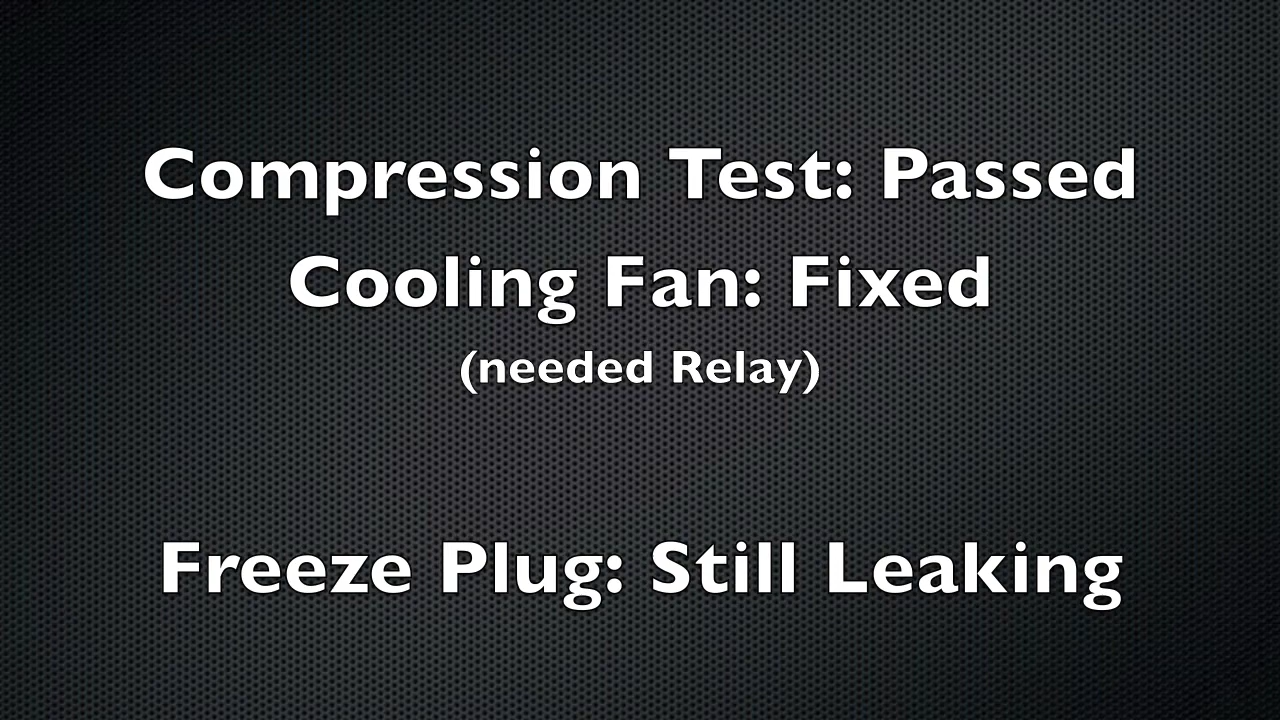 Compression Test: Passed
Cooling Fan: Fixed
(needed Relay)
Freeze Plug: Still Leaking